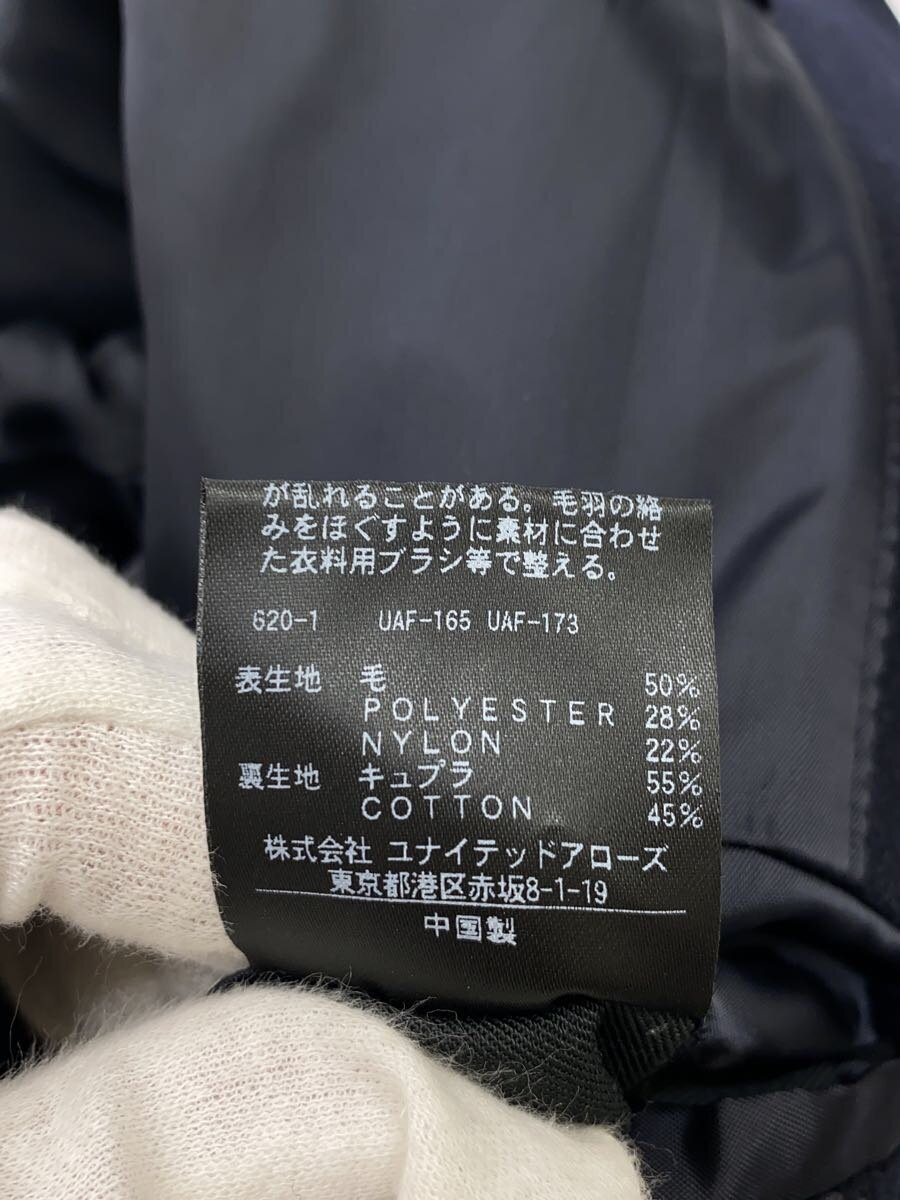 が乱れることがある。毛羽の絡
みをほぐすように素材に合わせ
た衣料用ブラシ等で整える。
620-1 UAF-165 UAF-173
表生地 毛 50%
POLYESTER 28%
NYLON 22%
裏生地 キュプラ 55%
COTTON 45%
株式会社 ユナイテッドアローズ
東京都港区赤坂8-1-19
中国製